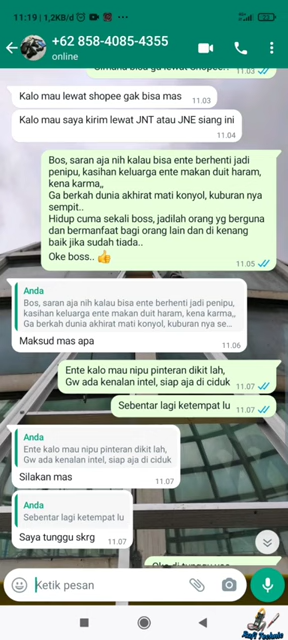 11:19 | 1,2KB/d
+62 858-4085-4355
online
11.03
Kalo mau lewat shopee gak bisa mas 11.03
Kalo mau saya kirim lewat JNT atau JNE siang ini
11.04
Bos, saran aja nih kalau bisa ente berhenti jadi
penipu, kasihan keluarga ente makan duit haram,
kena karma,,
Ga berkah dunia akhirat mati konyol, kuburan nya
sempit..
Hidup cuma sekali boss, jadilah orang yg berguna
dan bermanfaat bagi orang lain dan di kenang
baik jika sudah tiada..
Oke boss.. 👍 11.05
Anda
Bos, saran aja nih kalau bisa ente berhenti jadi penipu,
kasihan keluarga ente makan duit haram, kena karma,,
Ga berkah dunia akhirat mati konyol, kuburan nya se...
Maksud mas apa 11.06
Ente kalo mau nipu pinteran dikit lah,
Gw ada kenalan intel, siap aja di ciduk 11.07
Sebentar lagi ketempat lu 11.07
Anda
Ente kalo mau nipu pinteran dikit lah,
Gw ada kenalan intel, siap aja di ciduk
Silakan mas 11.07
Anda
Sebentar lagi ketempat lu
Saya tunggu skrg 11.07
Ketik pesan